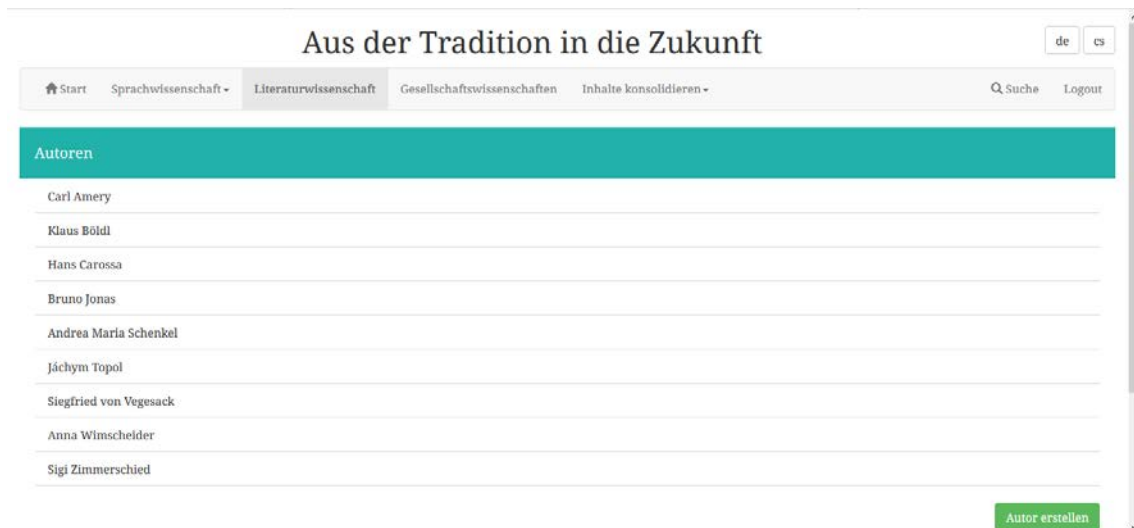 Aus der Tradition in die Zukunft
de cs
Start Sprachwissenschaft Literaturwissenschaft Gesellschaftswissenschaften Inhalte konsolidieren Suche Logout
Autoren
Carl Amery
Klaus Böldl
Hans Carossa
Bruno Jonas
Andrea Maria Schenkel
Jáchym Topol
Siegfried von Vegesack
Anna Wimscheider
Sigi Zimmerschied
Autor erstellen